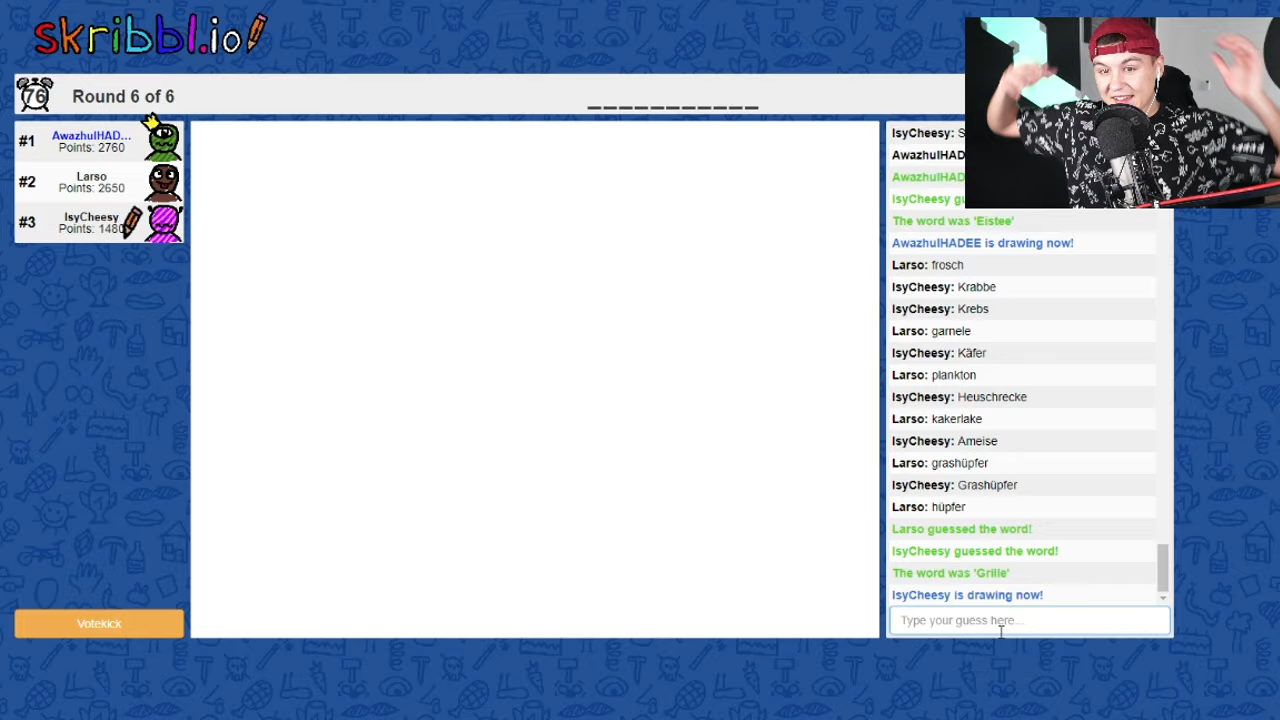 skribbl.io
76
Round 6 of 6
___________
#1
AwazhulHAD...
Points: 2760
#2
Larso
Points: 2650
#3
IsyCheesy
Points: 1480
Votekick
IsyCheesy: S
AwazhulHAD
AwazhulHAD
IsyCheesy gu
The word was 'Eistee'
AwazhulHADEE is drawing now!
Larso: frosch
IsyCheesy: Krabbe
IsyCheesy: Krebs
Larso: garnele
IsyCheesy: Käfer
Larso: plankton
IsyCheesy: Heuschrecke
Larso: kakerlake
IsyCheesy: Ameise
Larso: grashüpfer
IsyCheesy: Grashüpfer
Larso: hüpfer
Larso guessed the word!
IsyCheesy guessed the word!
The word was 'Grille'
IsyCheesy is drawing now!
Type your guess here...